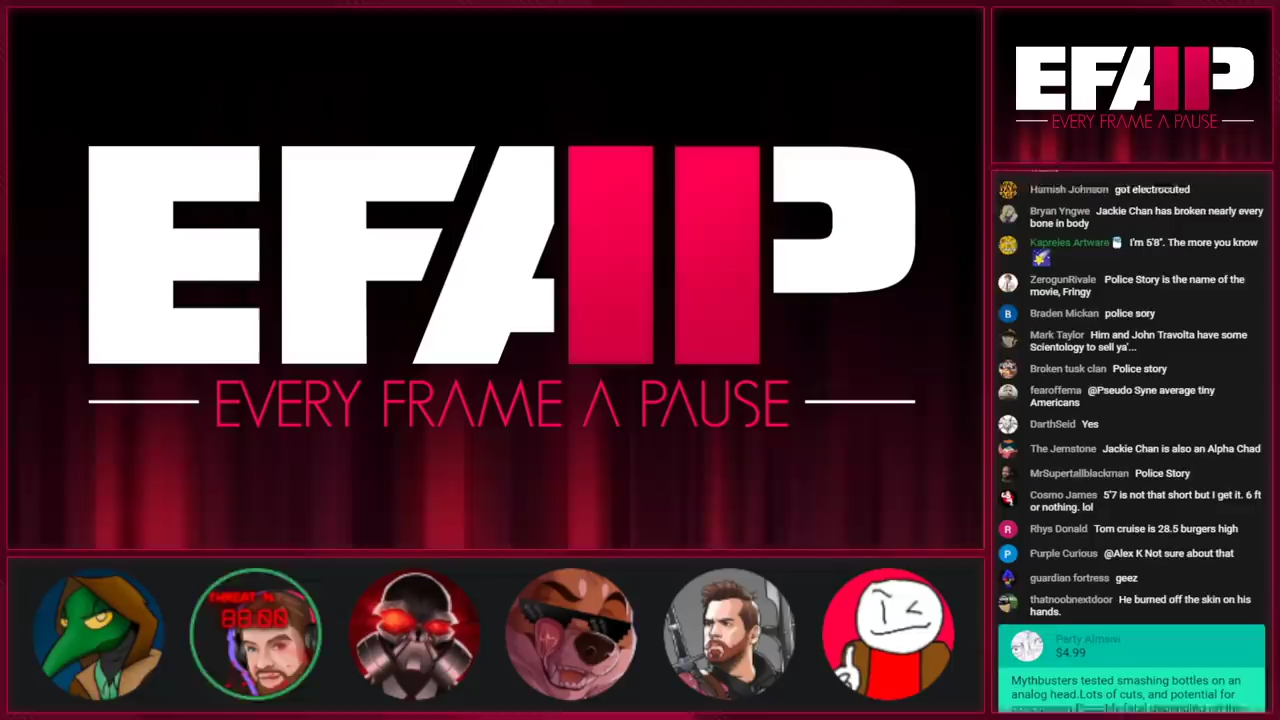 EFAP
EVERY FRAME A PAUSE
EFAP
EVERY FRAME A PAUSE
Hamish Johnson got electrocuted
Bryan Yngwe Jackie Chan has broken nearly every
bone in body
Kapreles Artware I'm 5'8". The more you know
ZerogunRivale Police Story is the name of the
movie, Fringy
B Braden Mickan police sory
Mark Taylor Him and John Travolta have some
Scientology to sell ya'...
Broken tusk clan Police story
fearoffema @Pseudo Syne average tiny
Americans
DarthSeid Yes
The Jemstone Jackie Chan is also an Alpha Chad
MrSupertallblackman Police Story
Cosmo James 5'7 is not that short but I get it. 6 ft
or nothing. lol
R Rhys Donald Tom cruise is 28.5 burgers high
P Purple Curious @Alex K Not sure about that
guardian fortress geez
thatnoobnextdoor He burned off the skin on his
hands.
THREAT
88.00
Party
$4.99
Mythbusters tested smashing bottles on an
analog head.Lots of cuts, and potential for